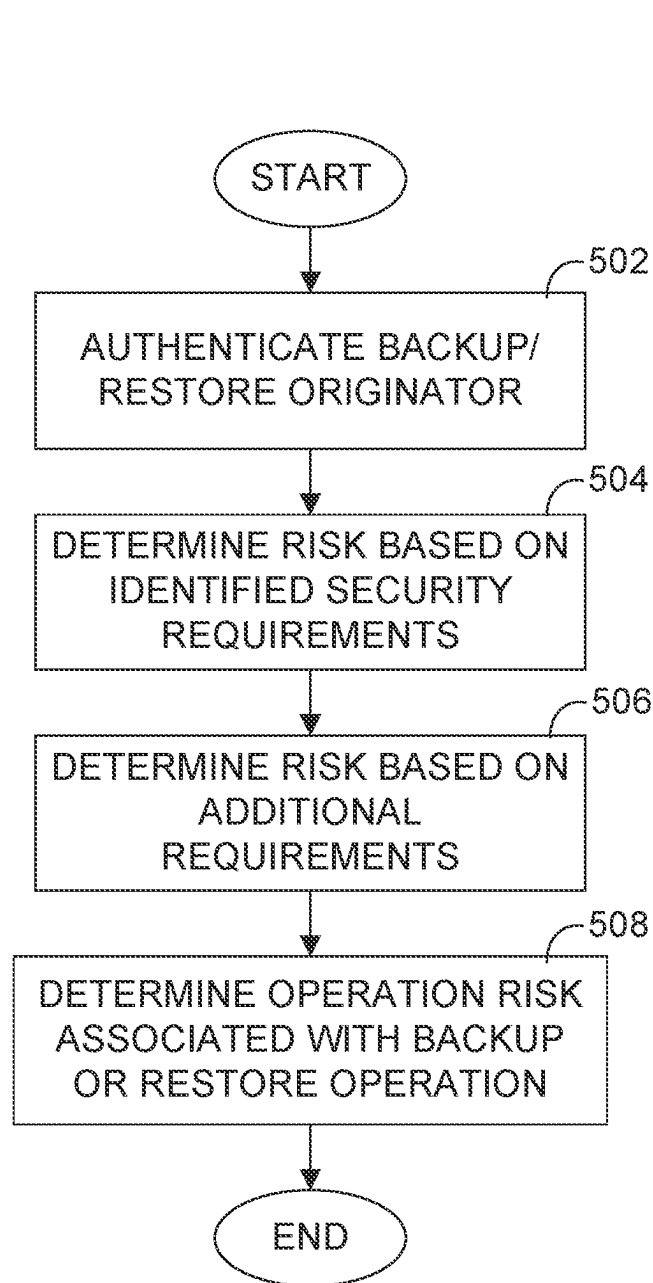 START
502
AUTHENTICATE BACKUP/
RESTORE ORIGINATOR
504
DETERMINE RISK BASED ON
IDENTIFIED SECURITY
REQUIREMENTS
506
DETERMINE RISK BASED ON
ADDITIONAL
REQUIREMENTS
508
DETERMINE OPERATION RISK
ASSOCIATED WITH BACKUP
OR RESTORE OPERATION
END